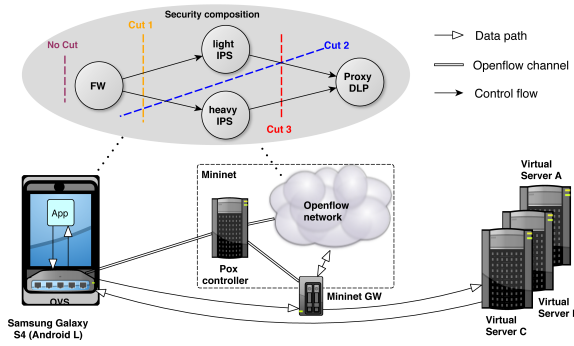 Security composition
No Cut
Cut 1
light
IPS
Cut 2
FW
Proxy
DLP
heavy
IPS
Cut 3
Data path
Openflow channel
Control flow
Mininet
Openflow
network
App
Pox
controller
Mininet GW
OVS
Samsung Galaxy
S4 (Android L)
Virtual
Server A
Virtual
Server
Virtual
Server C